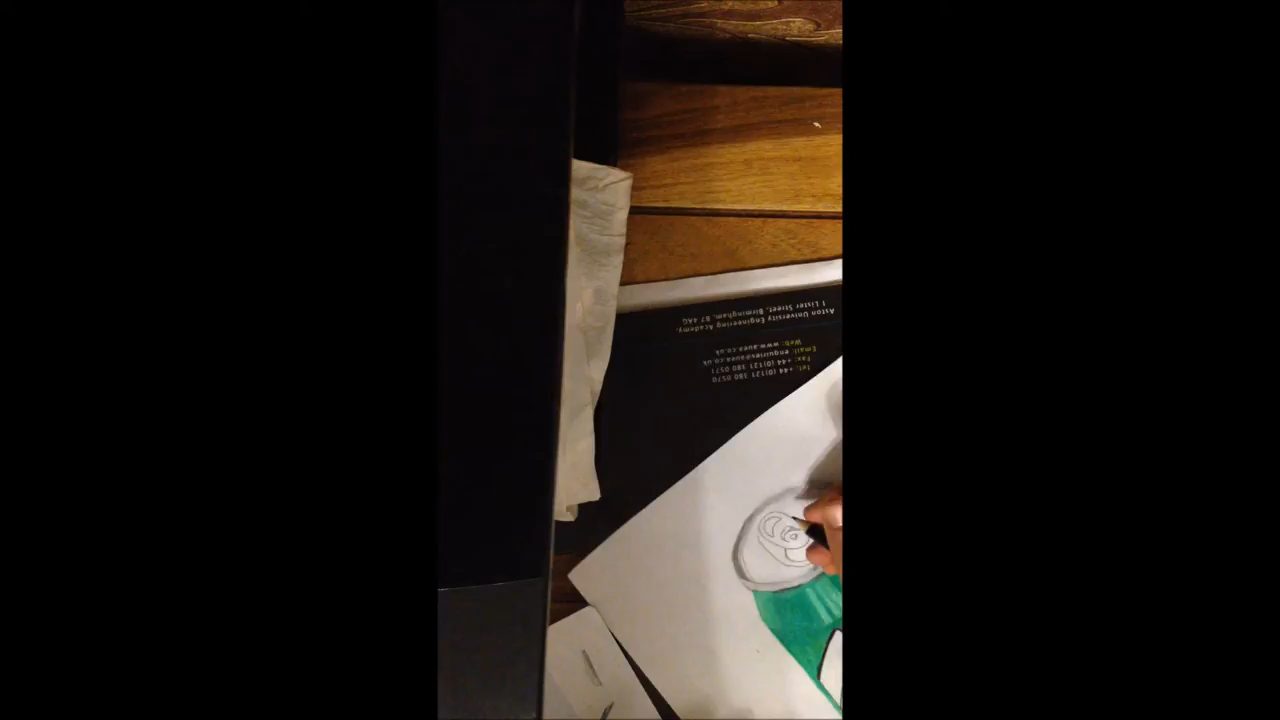 Aston University Engineering Academy,
1 Lister Street, Birmingham, B7 4AG
Tel: +44 (0)121 380 0570
Fax: +44 (0)121 380 0571
Email: enquiries@auea.co.uk
Web: www.auea.co.uk